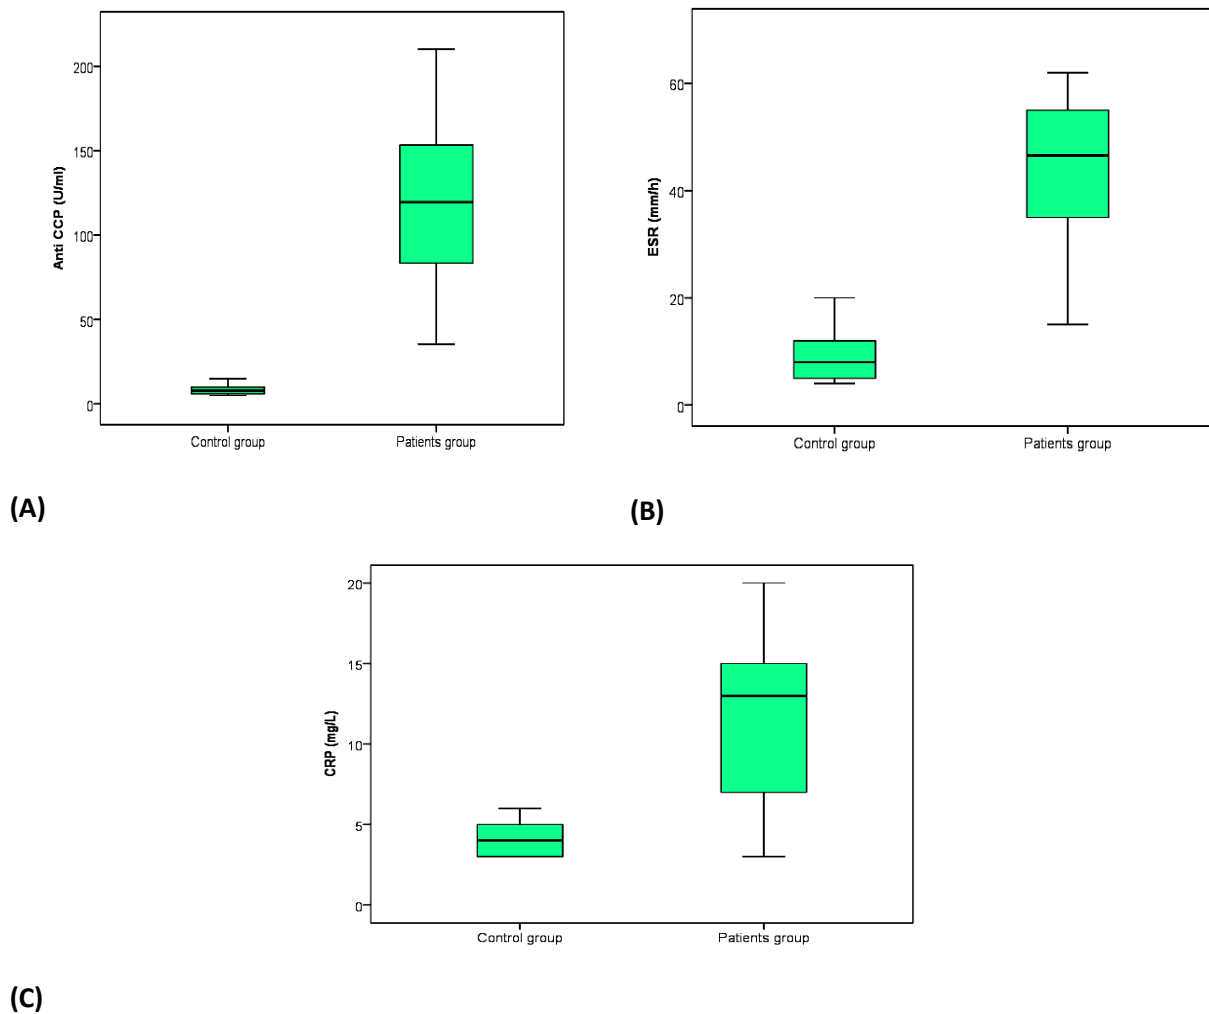 Anti CCP (U/ml)
200
150
100
50
0
Control group
Patients group
(A)
ESR (mm/h)
60
40
20
0
Control group
Patients group
(B)
CRP (mg/L)
20
15
10
5
0
Control group
Patients group
(C)